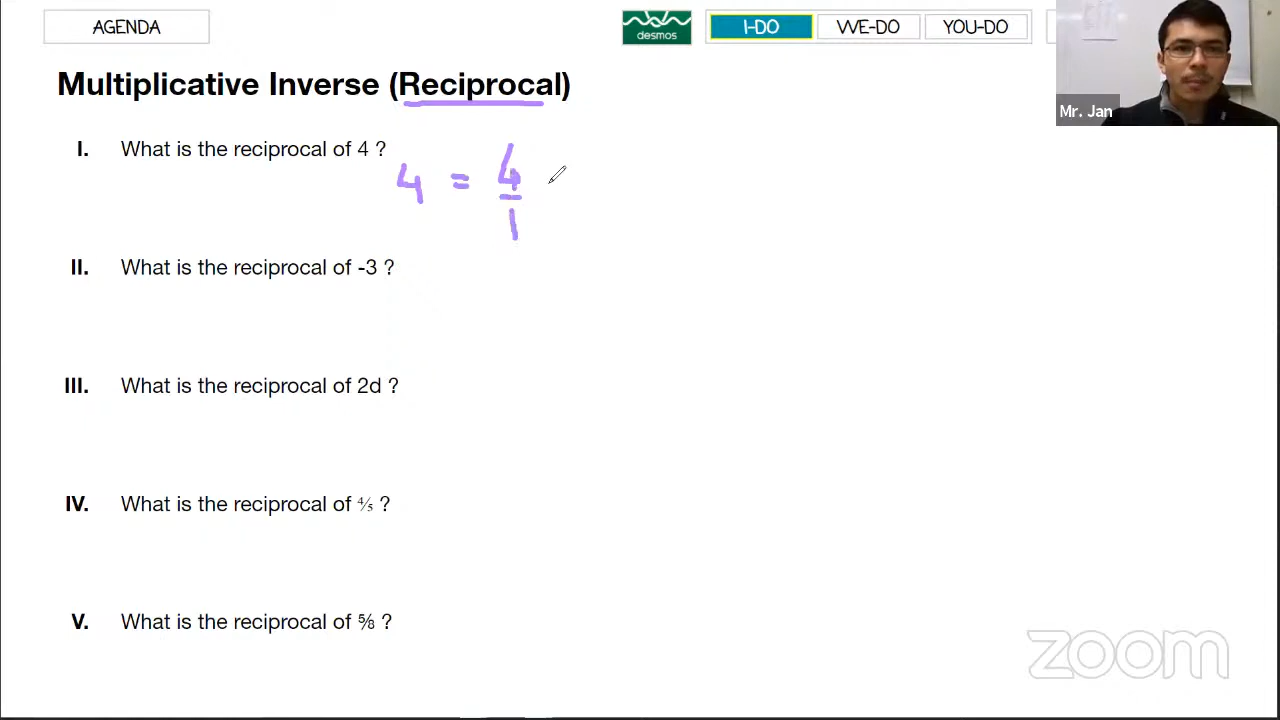 AGENDA
desmos
I-DO
WE-DO
YOU-DO
Multiplicative Inverse (Reciprocal)
I. What is the reciprocal of 4 ?
4 = 4/1
II. What is the reciprocal of -3 ?
III. What is the reciprocal of 2d ?
IV. What is the reciprocal of ⁴⁄₅ ?
V. What is the reciprocal of ⅝ ?
Mr. Jan
zoom